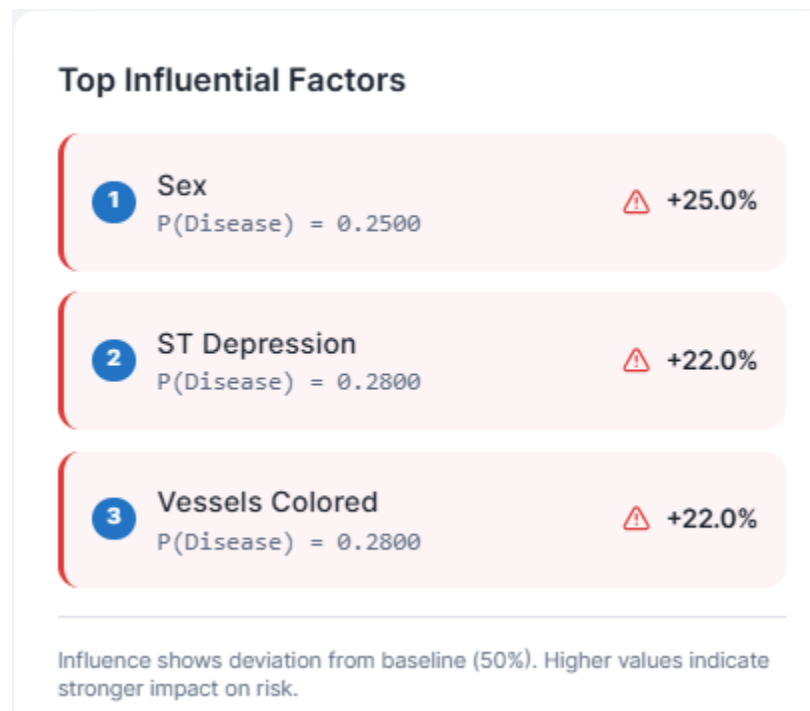 Top Influential Factors
1
Sex
P(Disease) = 0.2500
+25.0%
2
ST Depression
P(Disease) = 0.2800
+22.0%
3
Vessels Colored
P(Disease) = 0.2800
+22.0%
Influence shows deviation from baseline (50%). Higher values indicate
stronger impact on risk.